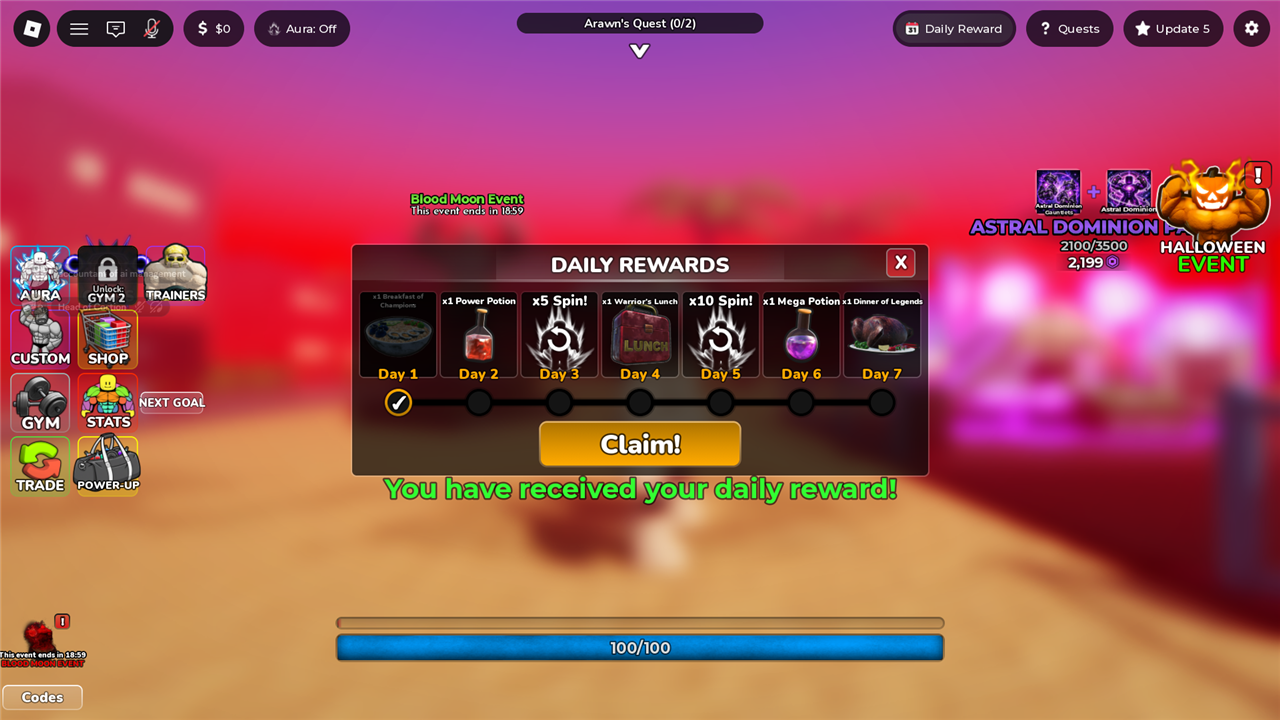 $0
Aura: Off
Arawn's Quest (0/2)
31
Daily Reward
? Quests
Update 5
Blood Moon Event
This event ends in 18:59
Astral Dominion Gauntlets
+
Astral Dominion
ASTRAL DOMINION
2100/3500
2,199
!
HALLOWEEN
EVENT
AURA
Unlock:
GYM 2
TRAINERS
CUSTOM
SHOP
GYM
STATS
NEXT GOAL
TRADE
POWER-UP
DAILY REWARDS
X
x1 Breakfast of Champions
x1 Power Potion
x5 Spin!
x1 Warrior's Lunch
x10 Spin!
x1 Mega Potion
x1 Dinner of Legends
LUNCH
Day 1
Day 2
Day 3
Day 4
Day 5
Day 6
Day 7
Claim!
You have received your daily reward!
!
This event ends in 18:59
BLOOD MOON EVENT
100/100
Codes